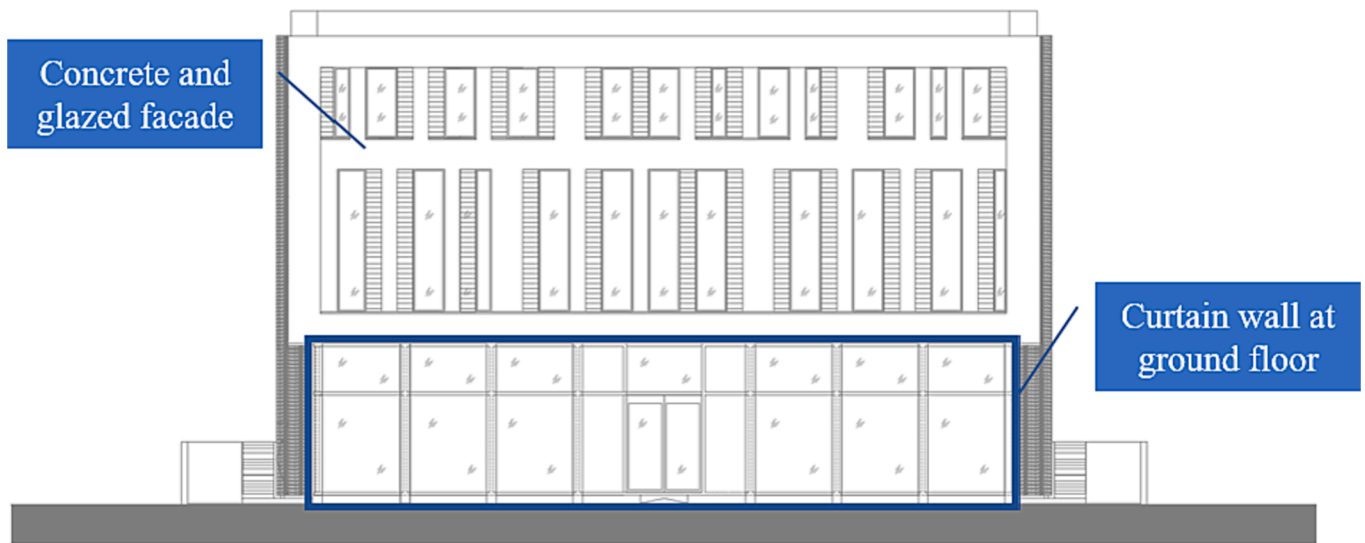 Concrete and
glazed facade
Curtain wall at
ground floor